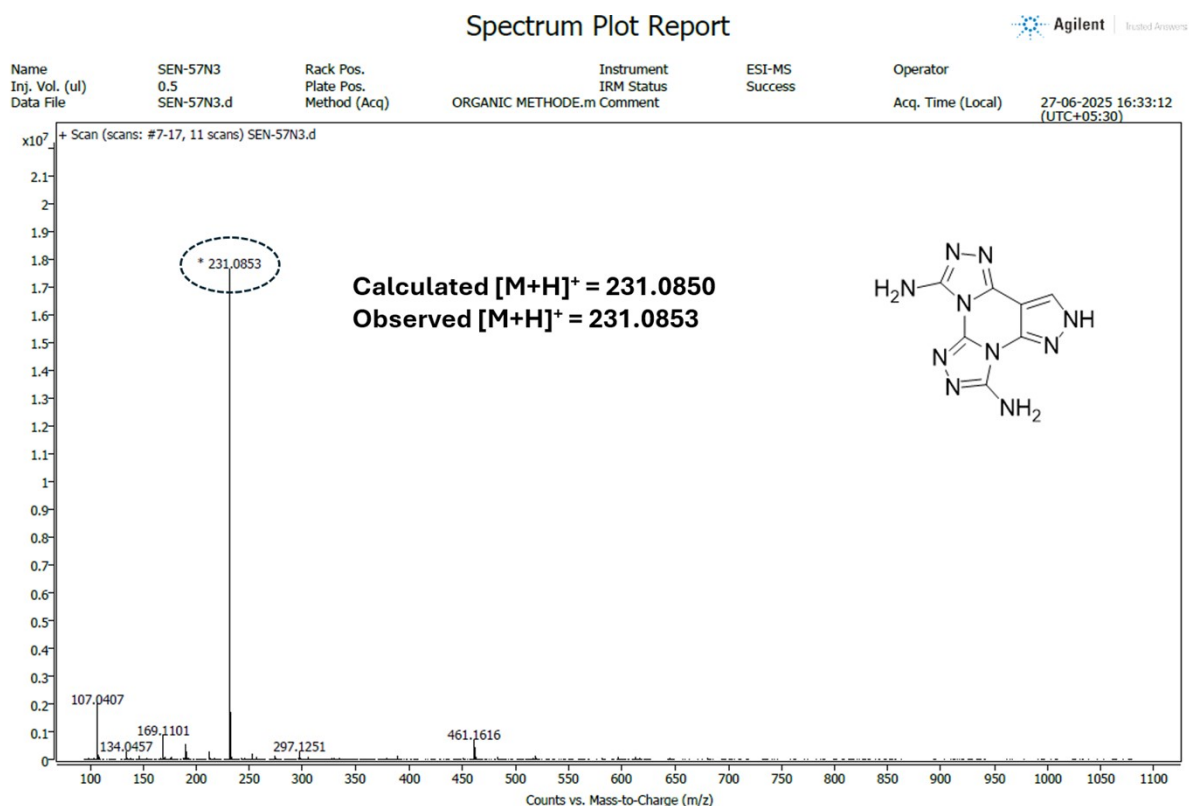 Spectrum Plot Report
Agilent Trusted Answers
Name SEN-57N3 Rack Pos. Instrument ESI-MS Operator
Inj. Vol. (ul) 0.5 Plate Pos. IRM Status Success
Data File SEN-57N3.d Method (Acq) ORGANIC METHODE.m Comment Acq. Time (Local) 27-06-2025 16:33:12
(UTC+05:30)
x10⁷ + Scan (scans: #7-17, 11 scans) SEN-57N3.d
2.1
2
1.9
1.8
1.7
1.6
1.5
1.4
1.3
1.2
1.1
1
0.9
0.8
0.7
0.6
0.5
0.4
0.3
0.2
0.1
0
* 231.0853
Calculated [M+H]⁺ = 231.0850
Observed [M+H]⁺ = 231.0853
N N
H₂N N NH
N N N
N NH₂
107.0407
134.0457
169.1101
297.1251
461.1616
100 150 200 250 300 350 400 450 500 550 600 650 700 750 800 850 900 950 1000 1050 1100
Counts vs. Mass-to-Charge (m/z)